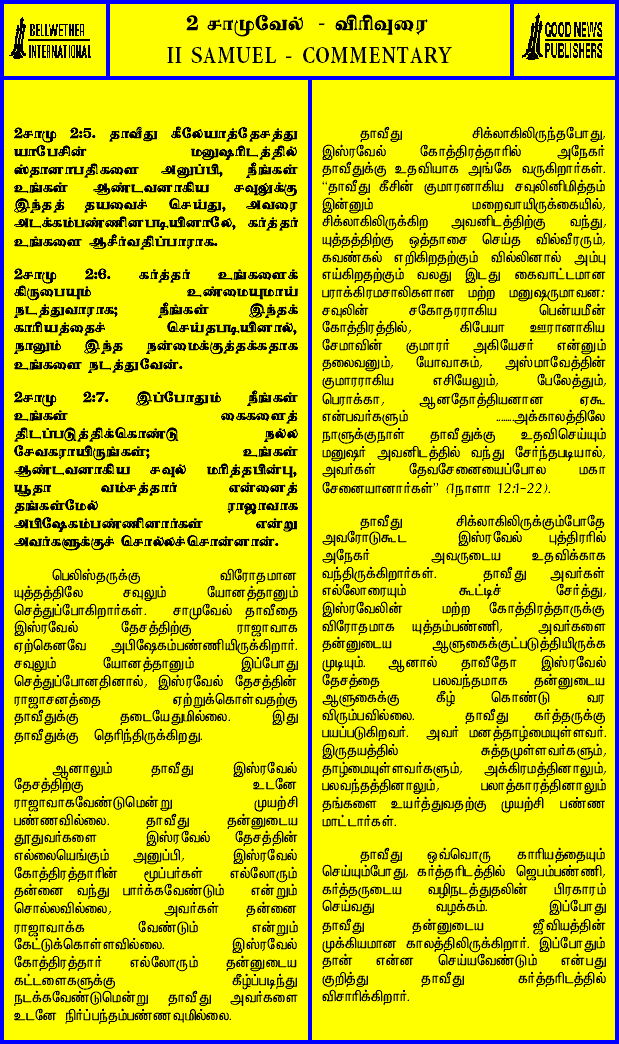 BELLWETHER
INTERNATIONAL
2 சாமுவேல் - விரிவுரை
II SAMUEL - COMMENTARY
GOOD NEWS
PUBLISHERS
2சாமு 2:5. தாவீது கீலேயாத்தேசத்து
யாபேசின் மனுஷரிடத்தில்
ஸ்தானாபதிகளை அனுப்பி, நீங்கள்
உங்கள் ஆண்டவனாகிய சவுலுக்கு
இந்தத் தயவைச் செய்து, அவரை
அடக்கம்பண்ணினபடியினாலே, கர்த்தர்
உங்களை ஆசீர்வதிப்பாராக.
2சாமு 2:6. கர்த்தர் உங்களைக்
கிருபையும் உண்மையுமாய்
நடத்துவாராக; நீங்கள் இந்தக்
காரியத்தைச் செய்தபடியினால்,
நானும் இந்த நன்மைக்குத்தக்கதாக
உங்களை நடத்துவேன்.
2சாமு 2:7. இப்போதும் நீங்கள்
உங்கள் கைகளைத்
திடப்படுத்திக்கொண்டு நல்ல
சேவகராயிருங்கள்; உங்கள்
ஆண்டவனாகிய சவுல் மரித்தபின்பு,
யூதா வம்சத்தார் என்னைத்
தங்கள்மேல் ராஜாவாக
அபிஷேகம்பண்ணினார்கள் என்று
அவர்களுக்குச் சொல்லச்சொன்னான்.
பெலிஸ்தருக்கு விரோதமான
யுத்தத்திலே சவுலும் யோனத்தானும்
செத்துப்போகிறார்கள். சாமுவேல் தாவீதை
இஸ்ரவேல் தேசத்திற்கு ராஜாவாக
ஏற்கெனவே அபிஷேகம்பண்ணியிருக்கிறார்.
சவுலும் யோனத்தானும் இப்போது
செத்துப்போனதினால், இஸ்ரவேல் தேசத்தின்
ராஜாசனத்தை ஏற்றுக்கொள்வதற்கு
தாவீதுக்கு தடையேதுமில்லை. இது
தாவீதுக்கு தெரிந்திருக்கிறது.
ஆனாலும் தாவீது இஸ்ரவேல்
தேசத்திற்கு உடனே
ராஜாவாகவேண்டுமென்று முயற்சி
பண்ணவில்லை. தாவீது தன்னுடைய
தூதுவர்களை இஸ்ரவேல் தேசத்தின்
எல்லையெங்கும் அனுப்பி, இஸ்ரவேல்
கோத்திரத்தாரின் மூப்பர்கள் எல்லோரும்
தன்னை வந்து பார்க்கவேண்டும் என்றும்
சொல்லவில்லை, அவர்கள் தன்னை
ராஜாவாக்க வேண்டும் என்றும்
கேட்டுக்கொள்ளவில்லை. இஸ்ரவேல்
கோத்திரத்தார் எல்லோரும் தன்னுடைய
கட்டளைகளுக்கு கீழ்ப்படிந்து
நடக்கவேண்டுமென்று தாவீது அவர்களை
உடனே நிர்ப்பந்தம்பண்ணவுமில்லை.
தாவீது சிக்லாகிலிருந்தபோது,
இஸ்ரவேல் கோத்திரத்தாரில் அநேகர்
தாவீதுக்கு உதவியாக அங்கே வருகிறார்கள்.
"தாவீது கீசின் குமாரனாகிய சவுலினிமித்தம்
இன்னும் மறைவாயிருக்கையில்,
சிக்லாகிலிருக்கிற அவனிடத்திற்கு வந்து,
யுத்தத்திற்கு ஒத்தாசை செய்த வில்வீரரும்,
கவண்கல் எறிகிறதற்கும் வில்லினால் அம்பு
எய்கிறதற்கும் வலது இடது கைவாட்டமான
பராக்கிரமசாலிகளான மற்ற மனுஷருமாவன:
சவுலின் சகோதரராகிய பென்யமீன்
கோத்திரத்தில், கிபேயா ஊரானாகிய
சேமாவின் குமாரர் அகியேசர் என்னும்
தலைவனும், யோவாசும், அஸ்மாவேத்தின்
குமாரராகிய எசியேலும், பேலேத்தும்,
பெராக்கா, ஆனதோத்தியனான ஏகூ
என்பவர்களும் .......அக்காலத்திலே
நாளுக்குநாள் தாவீதுக்கு உதவிசெய்யும்
மனுஷர் அவனிடத்தில் வந்து சேர்ந்தபடியால்,
அவர்கள் தேவசேனையைப்போல மகா
சேனையானார்கள்" (1நாளா 12:1-22).
தாவீது சிக்லாகிலிருக்கும்போதே
அவரோடுகூட இஸ்ரவேல் புத்திரரில்
அநேகர் அவருடைய உதவிக்காக
வந்திருக்கிறார்கள். தாவீது அவர்கள்
எல்லோரையும் கூட்டிச் சேர்த்து,
இஸ்ரவேலின் மற்ற கோத்திரத்தாருக்கு
விரோதமாக யுத்தம்பண்ணி, அவர்களை
தன்னுடைய ஆளுகைக்குட்படுத்தியிருக்க
முடியும். ஆனால் தாவீதோ இஸ்ரவேல்
தேசத்தை பலவந்தமாக தன்னுடைய
ஆளுகைக்கு கீழ் கொண்டு வர
விரும்பவில்லை. தாவீது கர்த்தருக்கு
பயப்படுகிறவர். அவர் மனத்தாழ்மையுள்ளவர்.
இருதயத்தில் சுத்தமுள்ளவர்களும்,
தாழ்மையுள்ளவர்களும், அக்கிரமத்தினாலும்,
பலவந்தத்தினாலும், பலாத்காரத்தினாலும்
தங்களை உயர்த்துவதற்கு முயற்சி பண்ண
மாட்டார்கள்.
தாவீது ஒவ்வொரு காரியத்தையும்
செய்யும்போது, கர்த்தரிடத்தில் ஜெபம்பண்ணி,
கர்த்தருடைய வழிநடத்துதலின் பிரகாரம்
செய்வது வழக்கம். இப்போது
தாவீது தன்னுடைய ஜீவியத்தின்
முக்கியமான காலத்திலிருக்கிறார். இப்போதும்
தான் என்ன செய்யவேண்டும் என்பது
குறித்து தாவீது கர்த்தரிடத்தில்
விசாரிக்கிறார்.